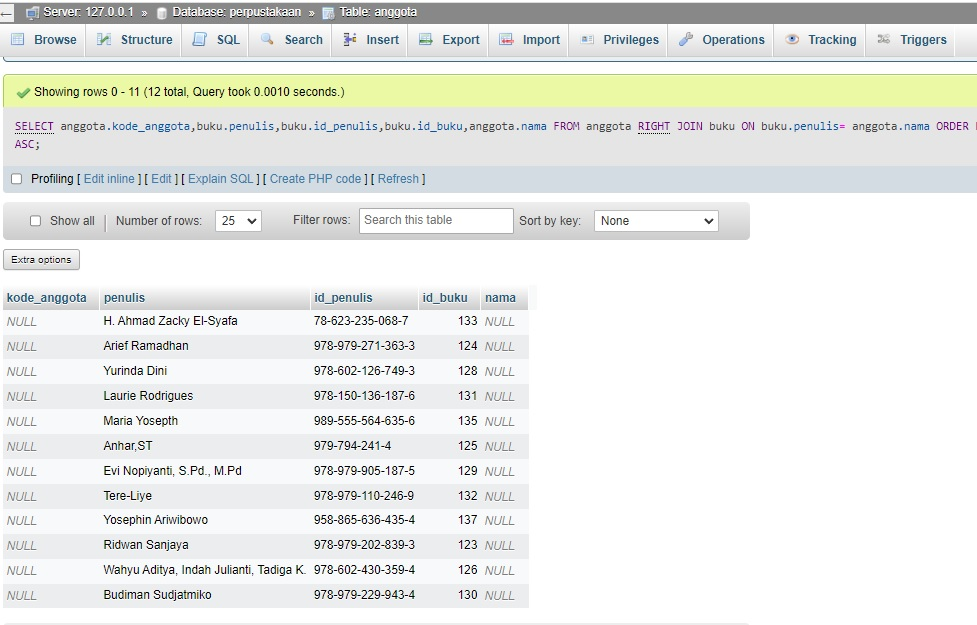 Server: 127.0.0.1 » Database: perpustakaan » Table: anggota
Browse Structure SQL Search Insert Export Import Privileges Operations Tracking Triggers
Showing rows 0 - 11 (12 total, Query took 0.0010 seconds.)
SELECT anggota.kode_anggota,buku.penulis,buku.id_penulis,buku.id_buku,anggota.nama FROM anggota RIGHT JOIN buku ON buku.penulis= anggota.nama ORDER
ASC;
Profiling [ Edit inline ] [ Edit ] [ Explain SQL ] [ Create PHP code ] [ Refresh ]
Show all | Number of rows: 25 Filter rows: Search this table Sort by key: None
Extra options
kode_anggota penulis id_penulis id_buku nama
NULL H. Ahmad Zacky El-Syafa 78-623-235-068-7 133 NULL
NULL Arief Ramadhan 978-979-271-363-3 124 NULL
NULL Yurinda Dini 978-602-126-749-3 128 NULL
NULL Laurie Rodrigues 978-150-136-187-6 131 NULL
NULL Maria Yosepth 989-555-564-635-6 135 NULL
NULL Anhar,ST 979-794-241-4 125 NULL
NULL Evi Nopiyanti, S.Pd., M.Pd 978-979-905-187-5 129 NULL
NULL Tere-Liye 978-979-110-246-9 132 NULL
NULL Yosephin Ariwibowo 958-865-636-435-4 137 NULL
NULL Ridwan Sanjaya 978-979-202-839-3 123 NULL
NULL Wahyu Aditya, Indah Julianti, Tadiga K. 978-602-430-359-4 126 NULL
NULL Budiman Sudjatmiko 978-979-229-943-4 130 NULL